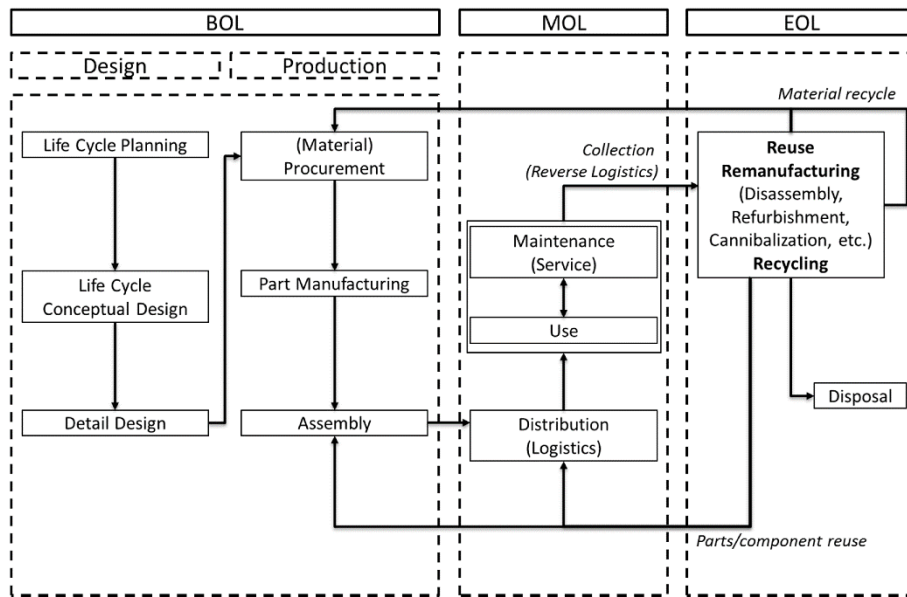 BOL
MOL
EOL
Design
Production
Material recycle
Life Cycle Planning
(Material)
Procurement
Collection
(Reverse Logistics)
Reuse
Remanufacturing
(Disassembly,
Refurbishment,
Cannibalization, etc.)
Recycling
Maintenance
(Service)
Life Cycle
Conceptual Design
Part Manufacturing
Use
Disposal
Detail Design
Assembly
Distribution
(Logistics)
Parts/component reuse